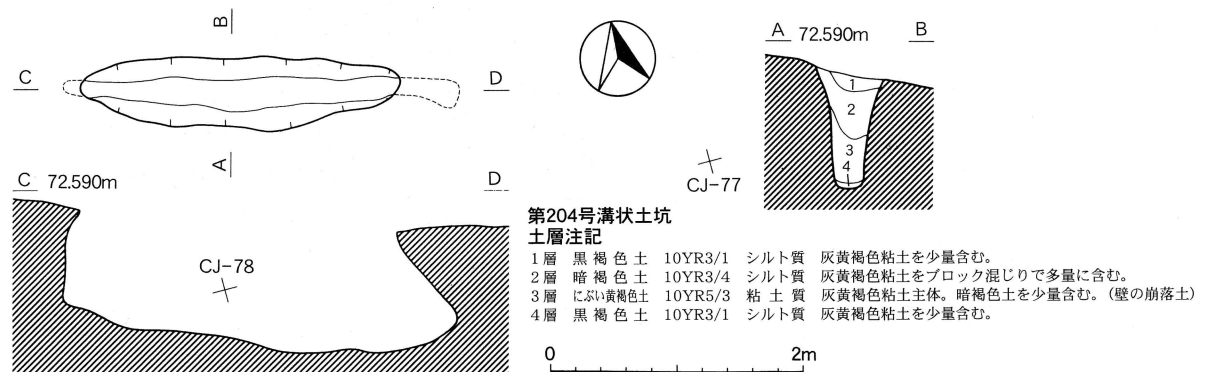 B
C
D
A
C 72.590m
D
CJ-78
A 72.590m B
1
2
3
4
CJ-77
第204号溝状土坑
土層注記
1層 黒褐色土 10YR3/1 シルト質 灰黄褐色粘土を少量含む。
2層 暗褐色土 10YR3/4 シルト質 灰黄褐色粘土をブロック混じりで多量に含む。
3層 にぶい黄褐色土 10YR5/3 粘土質 灰黄褐色粘土主体。暗褐色土を少量含む。(壁の崩落土)
4層 黒褐色土 10YR3/1 シルト質 灰黄褐色粘土を少量含む。
0 2m